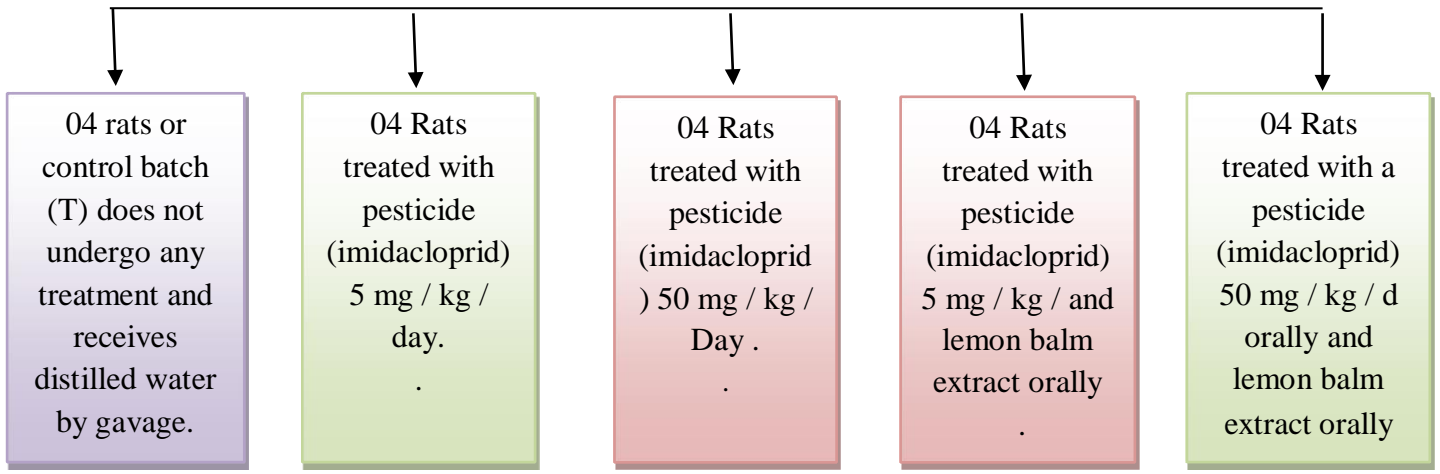 04 rats or
control batch
(T) does not
undergo any
treatment and
receives
distilled water
by gavage.
04 Rats
treated with
pesticide
(imidacloprid)
5 mg / kg /
day.
.
04 Rats
treated with
pesticide
(imidacloprid
) 50 mg / kg /
Day .
.
04 Rats
treated with
pesticide
(imidacloprid)
5 mg / kg / and
lemon balm
extract orally
.
04 Rats
treated with a
pesticide
(imidacloprid)
50 mg / kg / d
orally and
lemon balm
extract orally